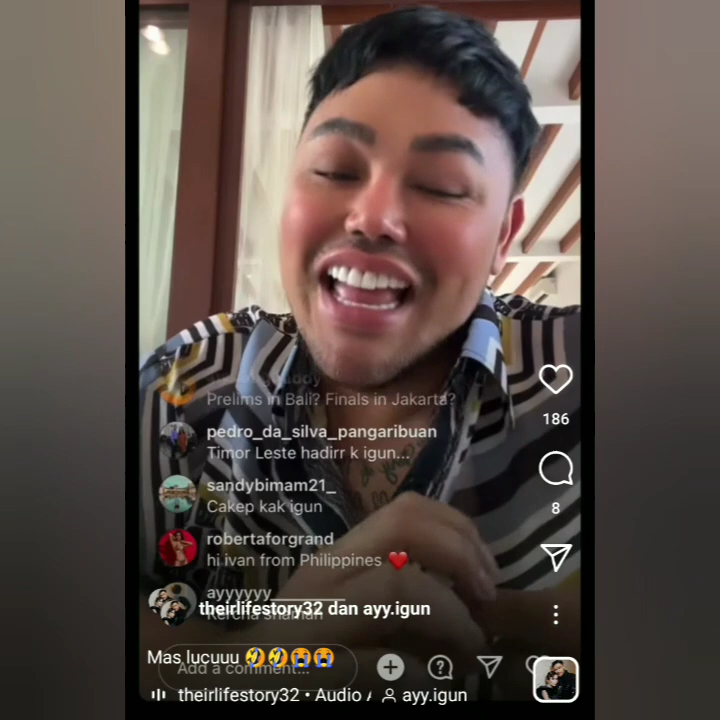 Prelims in Bali? Finals in Jakarta?
pedro_da_silva_pangaribuan
Timor Leste hadirr k igun...
186
sandybimam21_
Cakep kak igun
8
robertaforgrand
hi ivan from Philippines ❤️
ayyyyyy_________
theirlifestory32 dan ayy.igun
Mas lucuuu 🤣🤣😭😭
Add a comment...
theirlifestory32 • Audio
ayy.igun